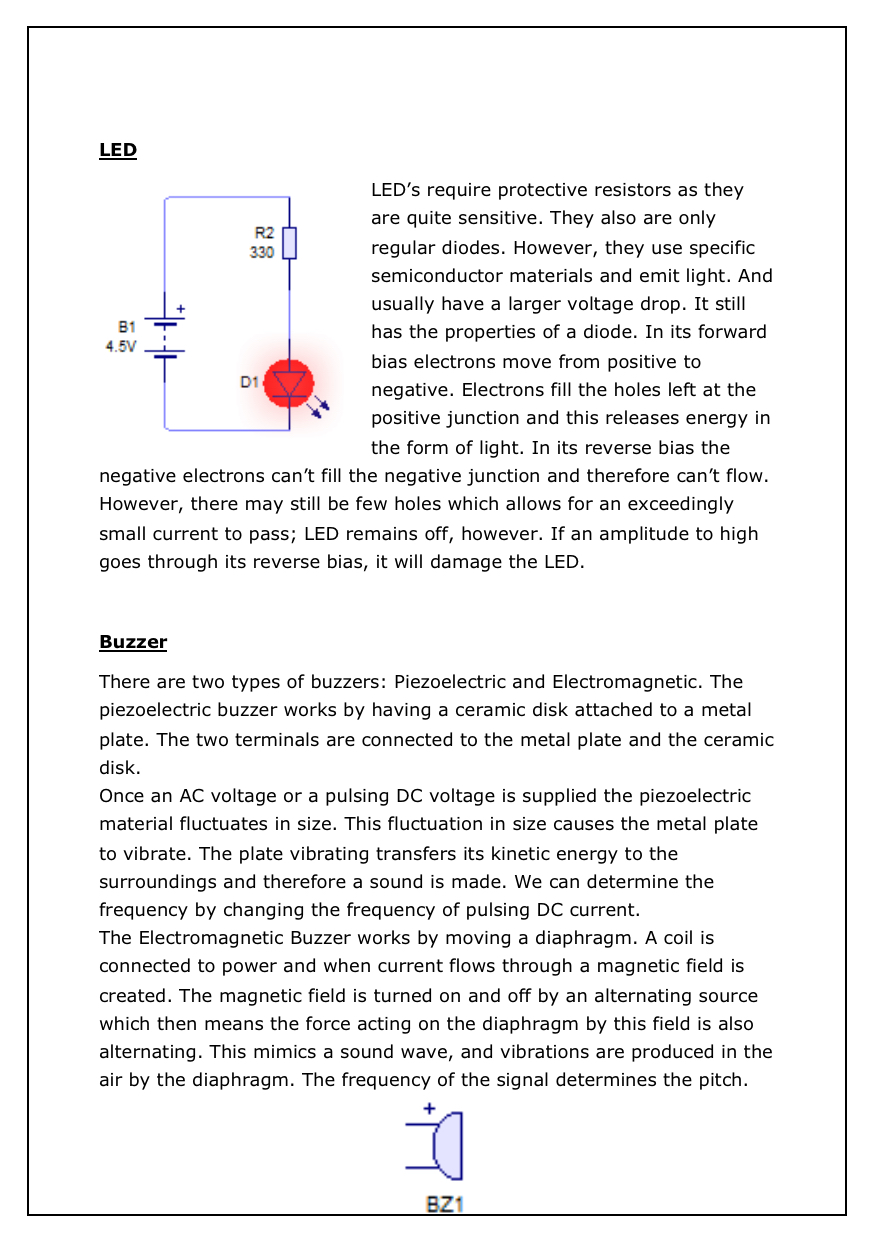 LED
LED’s require protective resistors as they
are quite sensitive. They also are only
regular diodes. However, they use specific
semiconductor materials and emit light. And
usually have a larger voltage drop. It still
has the properties of a diode. In its forward
bias electrons move from positive to
negative. Electrons fill the holes left at the
positive junction and this releases energy in
the form of light. In its reverse bias the
negative electrons can’t fill the negative junction and therefore can’t flow.
However, there may still be few holes which allows for an exceedingly
small current to pass; LED remains off, however. If an amplitude to high
goes through its reverse bias, it will damage the LED.
R2
330
+
B1
4.5V
D1
Buzzer
There are two types of buzzers: Piezoelectric and Electromagnetic. The
piezoelectric buzzer works by having a ceramic disk attached to a metal
plate. The two terminals are connected to the metal plate and the ceramic
disk.
Once an AC voltage or a pulsing DC voltage is supplied the piezoelectric
material fluctuates in size. This fluctuation in size causes the metal plate
to vibrate. The plate vibrating transfers its kinetic energy to the
surroundings and therefore a sound is made. We can determine the
frequency by changing the frequency of pulsing DC current.
The Electromagnetic Buzzer works by moving a diaphragm. A coil is
connected to power and when current flows through a magnetic field is
created. The magnetic field is turned on and off by an alternating source
which then means the force acting on the diaphragm by this field is also
alternating. This mimics a sound wave, and vibrations are produced in the
air by the diaphragm. The frequency of the signal determines the pitch.
+
BZ1